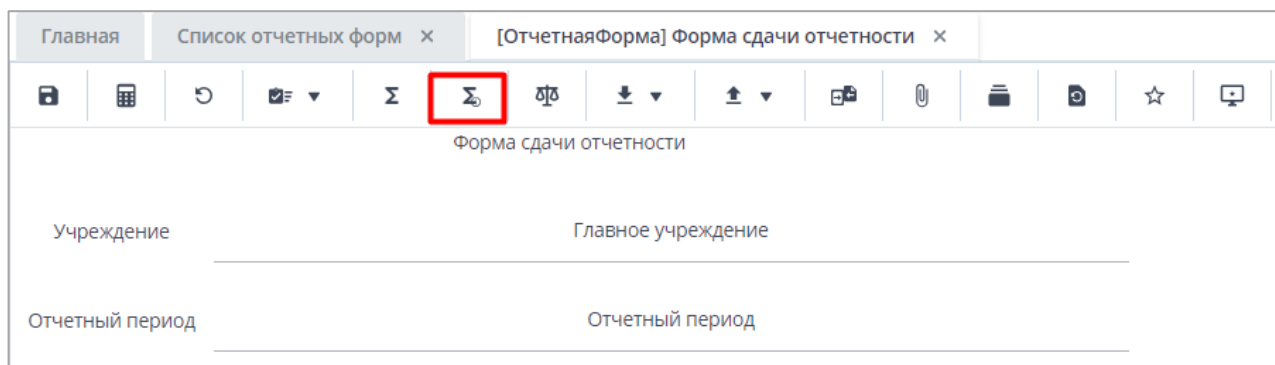 Главная Список отчетных форм × [ОтчетнаяФорма] Форма сдачи отчетности ×
Форма сдачи отчетности
Учреждение Главное учреждение
Отчетный период Отчетный период